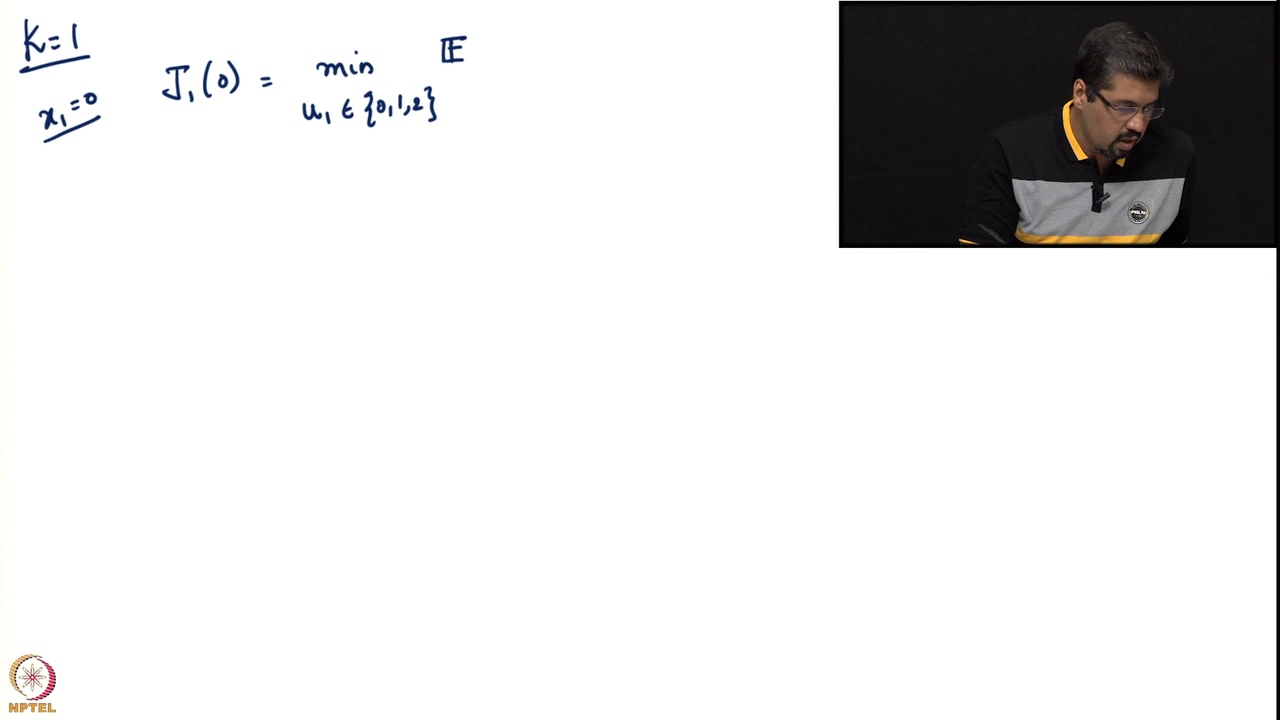 K=1
x₁=0
J₁(0) = min 𝔼
u₁ ∈ {0,1,2}
NPTEL